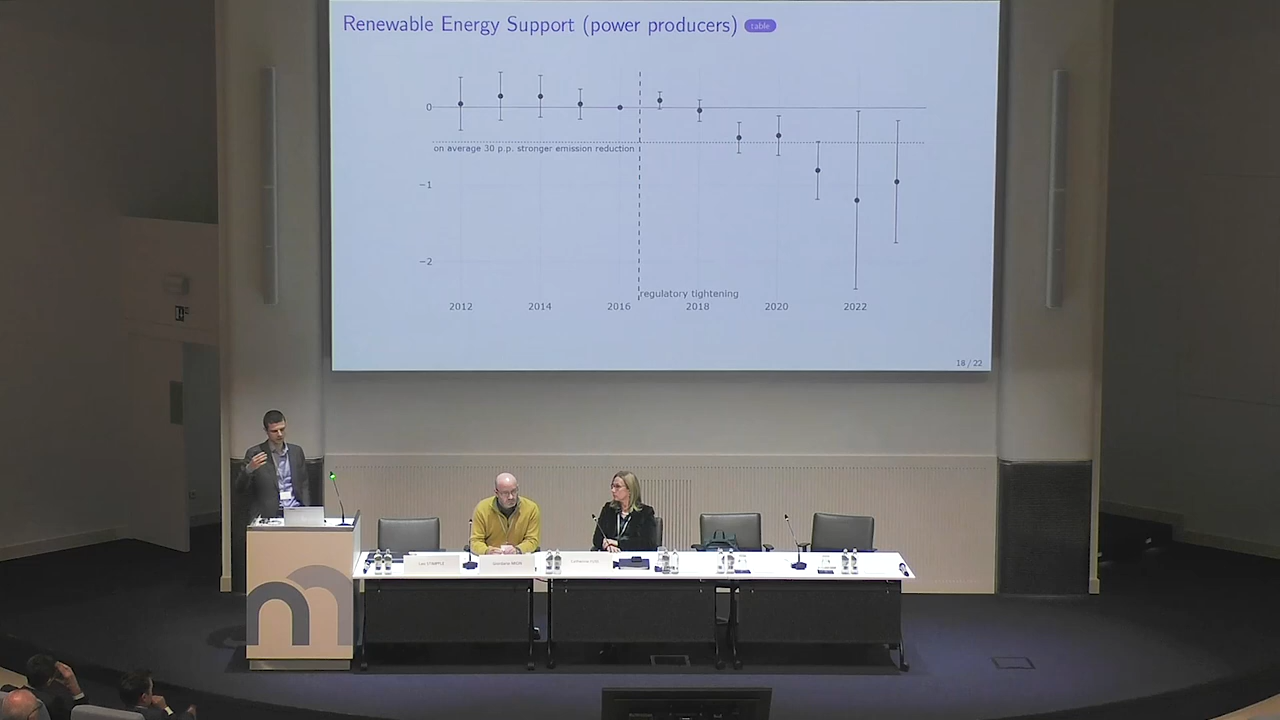 Renewable Energy Support (power producers) table
0
on average 30 p.p. stronger emission reduction
−1
−2
regulatory tightening
2012 2014 2016 2018 2020 2022
18 / 22